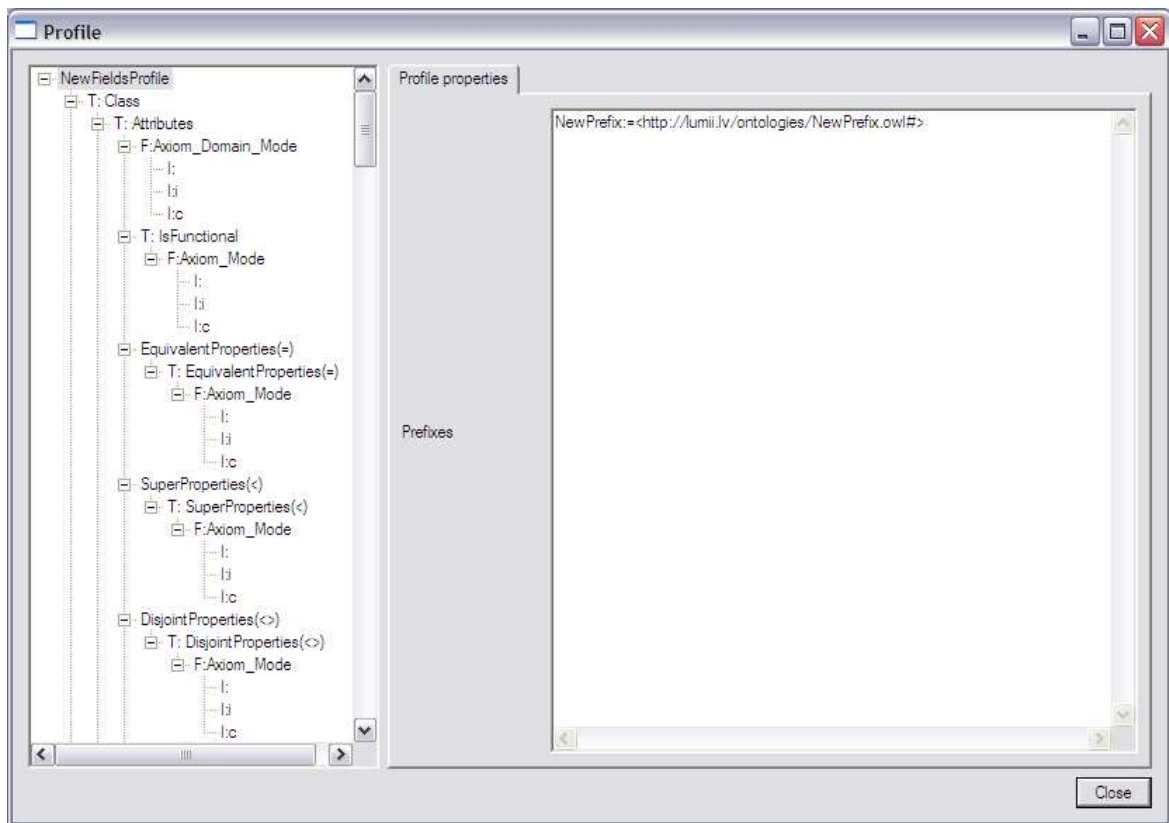 Profile
NewFieldsProfile
T: Class
T: Attributes
F:Axiom_Domain_Mode
I:
I:i
I:c
T: IsFunctional
F:Axiom_Mode
I:
I:i
I:c
EquivalentProperties(=)
T: EquivalentProperties(=)
F:Axiom_Mode
I:
I:i
I:c
SuperProperties(<)
T: SuperProperties(<)
F:Axiom_Mode
I:
I:i
I:c
DisjointProperties(<>)
T: DisjointProperties(<>)
F:Axiom_Mode
I:
I:i
I:c
Profile properties
NewPrefix:=<http://lumii.lv/ontologies/NewPrefix.owl#>
Prefixes
Close